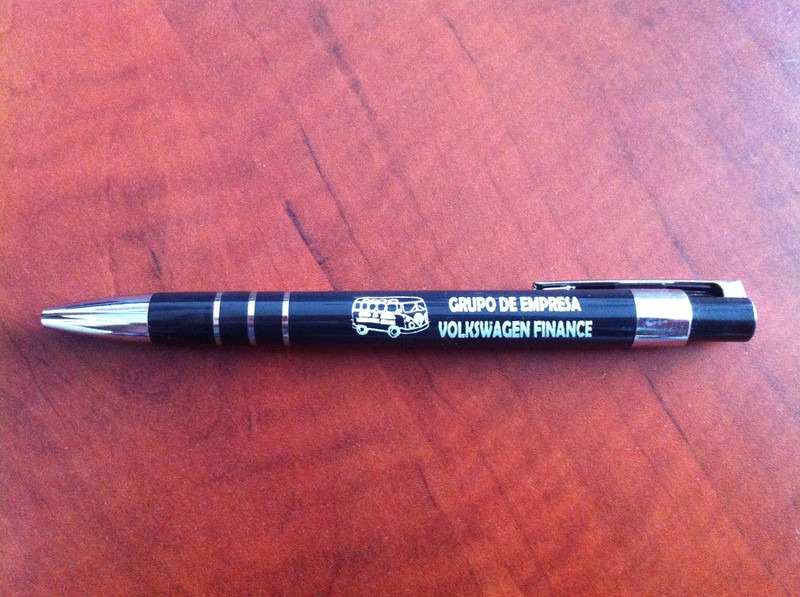 GRUPO DE EMPRESA
VOLKSWAGEN FINANCE